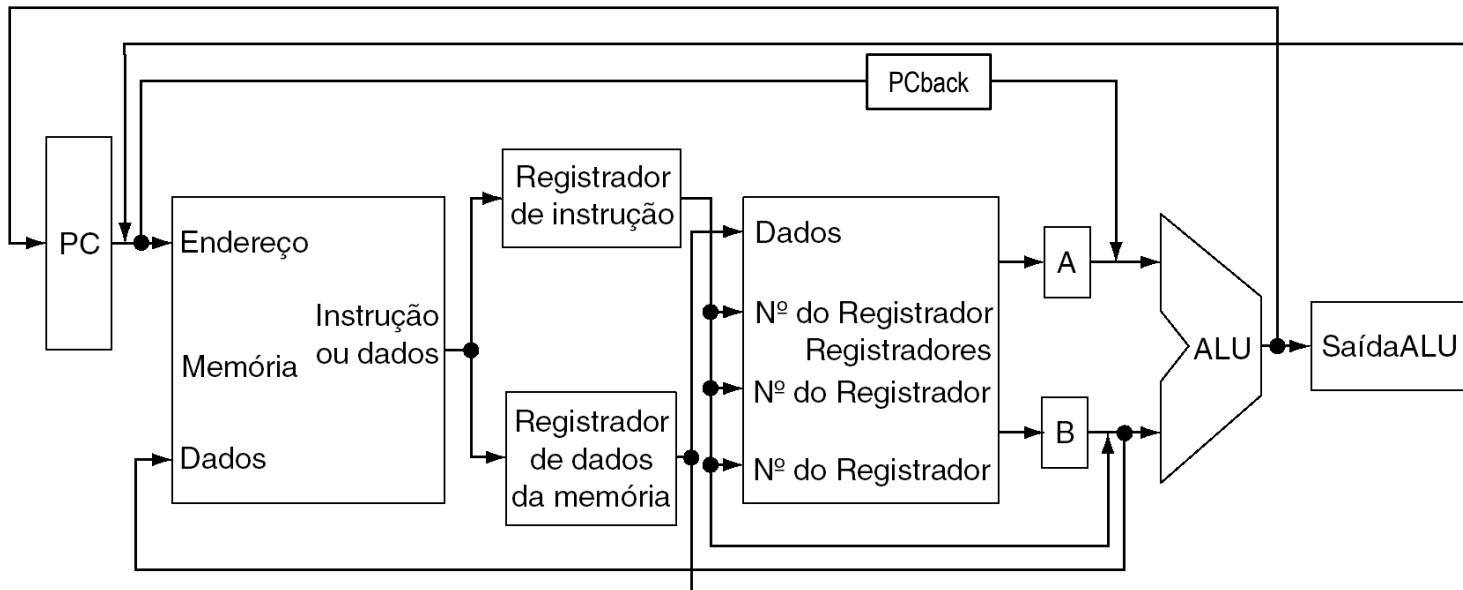 PCback
PC
Endereço
Memória
Instrução
ou dados
Dados
Registrador
de instrução
Registrador
de dados
da memória
Dados
Nº do Registrador
Registradores
Nº do Registrador
Nº do Registrador
A
B
ALU
SaídaALU